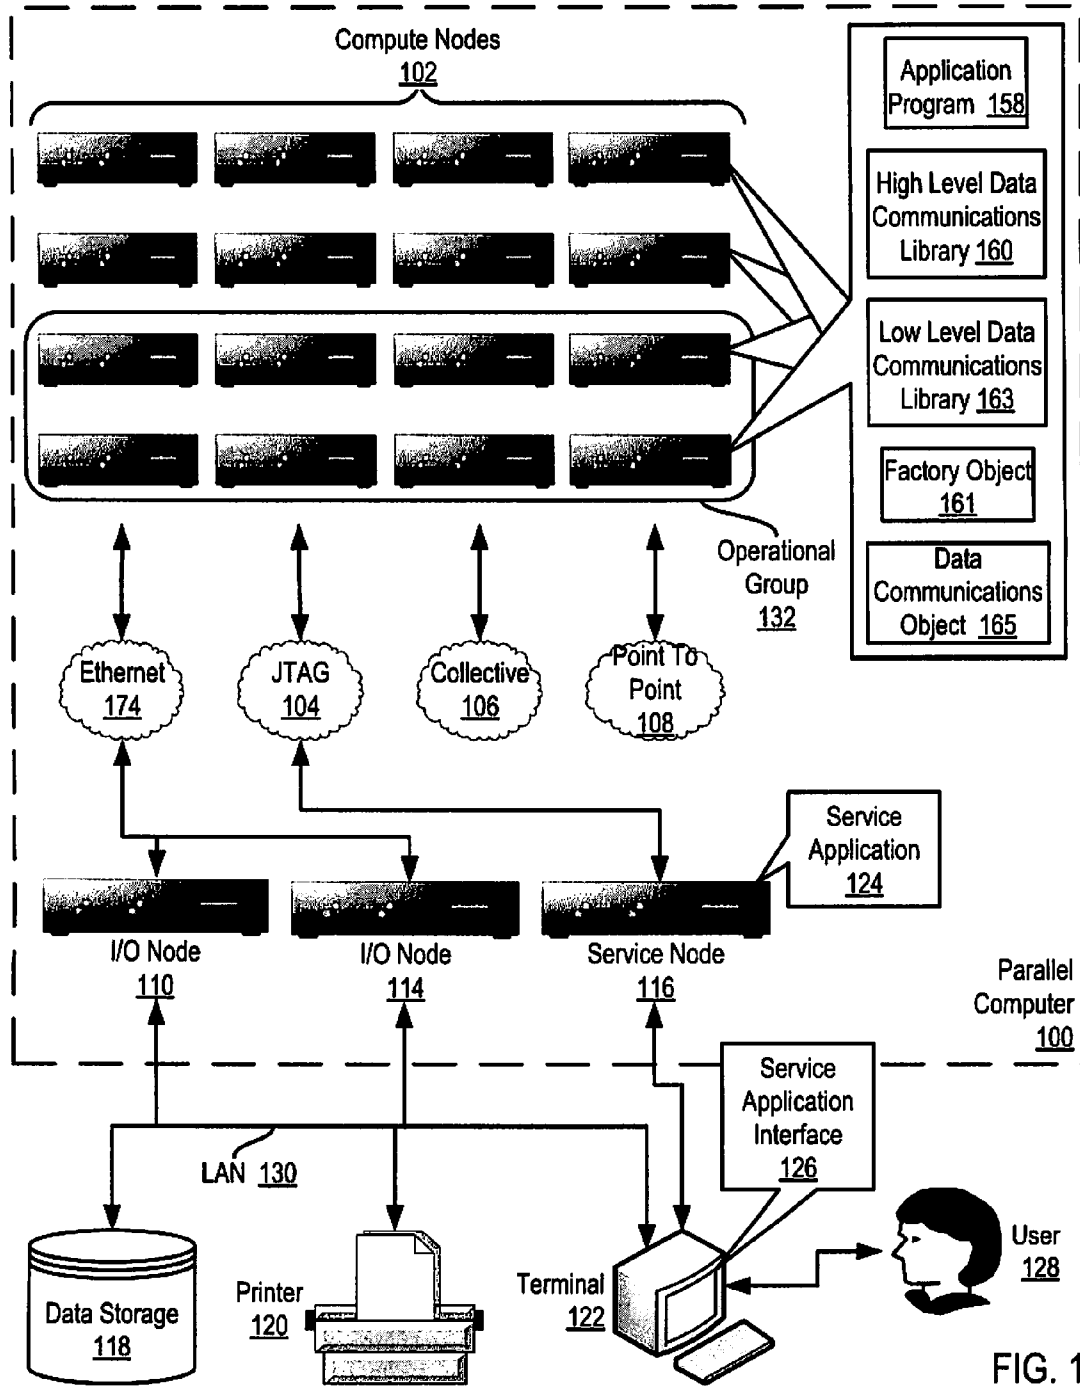 Compute Nodes
102
Application
Program 158
High Level Data
Communications
Library 160
Low Level Data
Communications
Library 163
Factory Object
161
Data
Communications
Object 165
Operational
Group
132
Ethernet
174
JTAG
104
Collective
106
Point To
Point
108
Service
Application
124
I/O Node
110
I/O Node
114
Service Node
116
Parallel
Computer
100
Service
Application
Interface
126
LAN 130
Data Storage
118
Printer
120
Terminal
122
User
128
FIG. 1